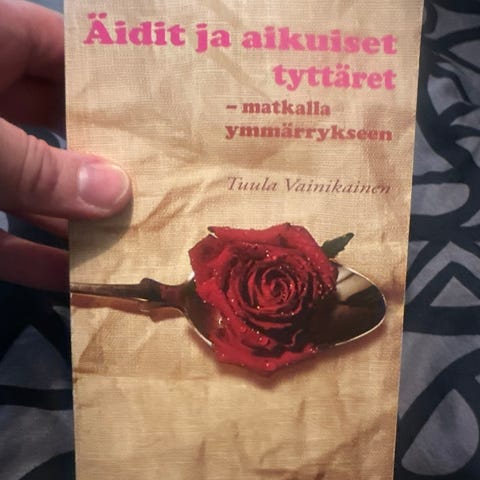 Äidit ja aikuiset
tyttäret
– matkalla
ymmärrykseen
Tuula Vainikainen